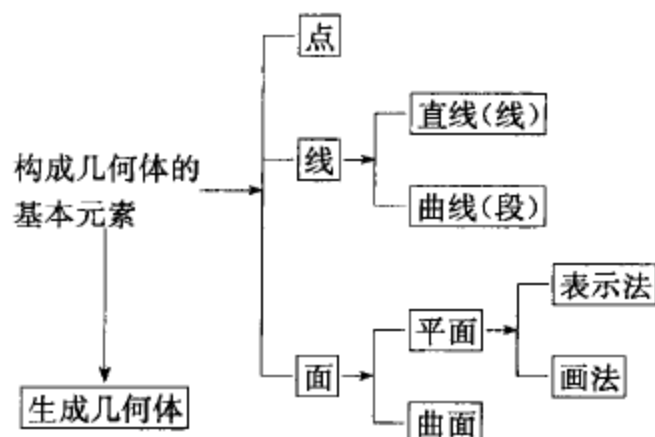 点
直线(线)
线
构成几何体的
基本元素
曲线(段)
表示法
平面
面
画法
生成几何体
曲面